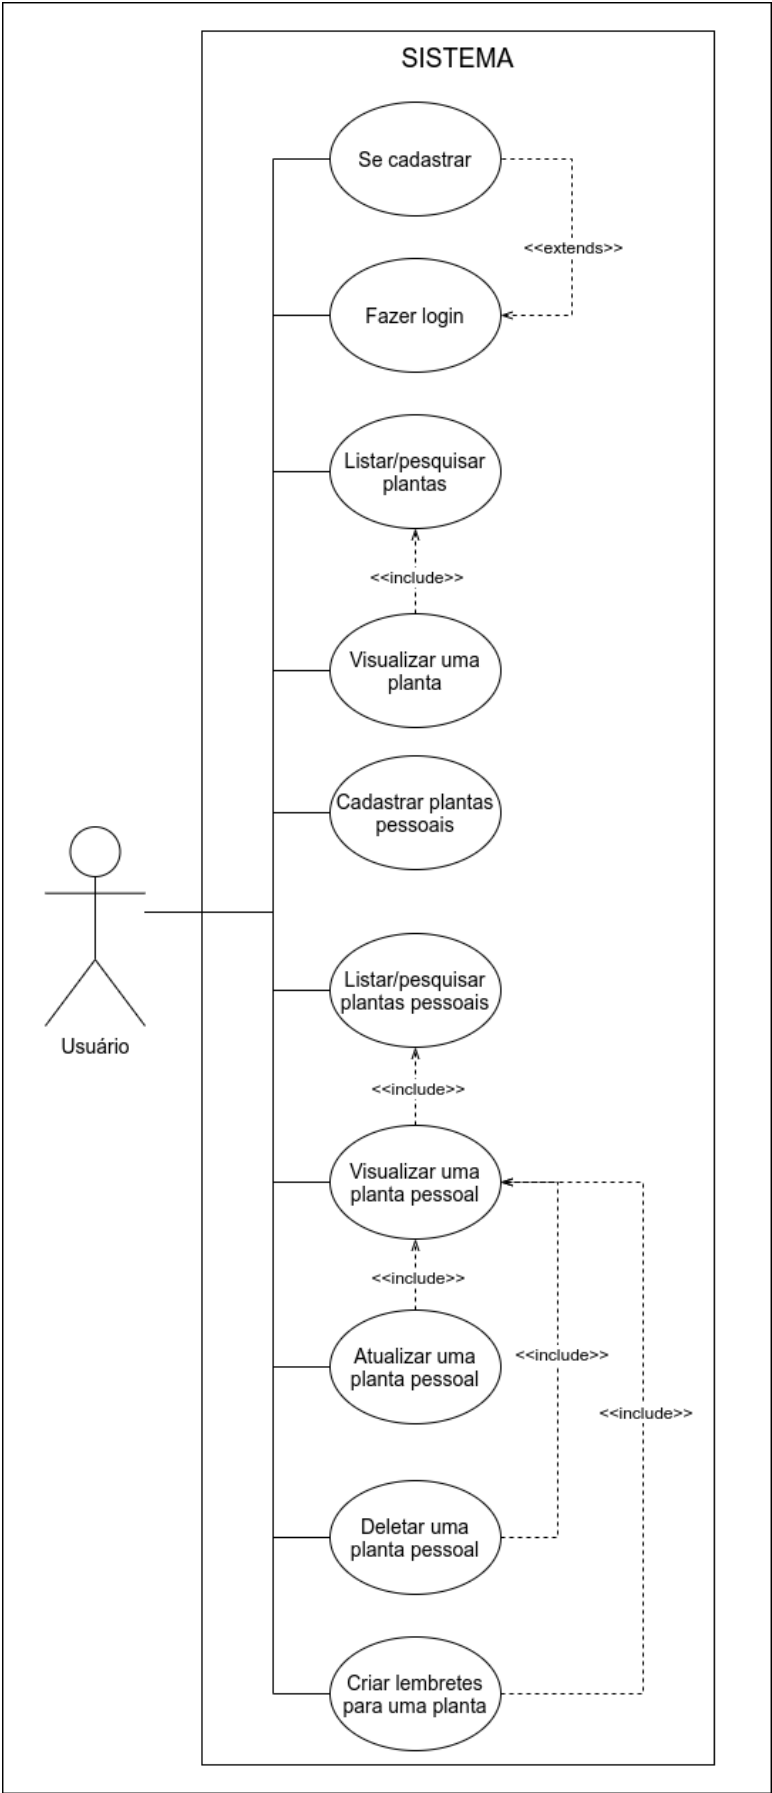 SISTEMA
Se cadastrar
<<extends>>
Fazer login
Listar/pesquisar
plantas
<<include>>
Visualizar uma
planta
Cadastrar plantas
pessoais
Usuário
Listar/pesquisar
plantas pessoais
<<include>>
Visualizar uma
planta pessoal
<<include>>
Atualizar uma
planta pessoal
<<include>>
<<include>>
Deletar uma
planta pessoal
Criar lembretes
para uma planta